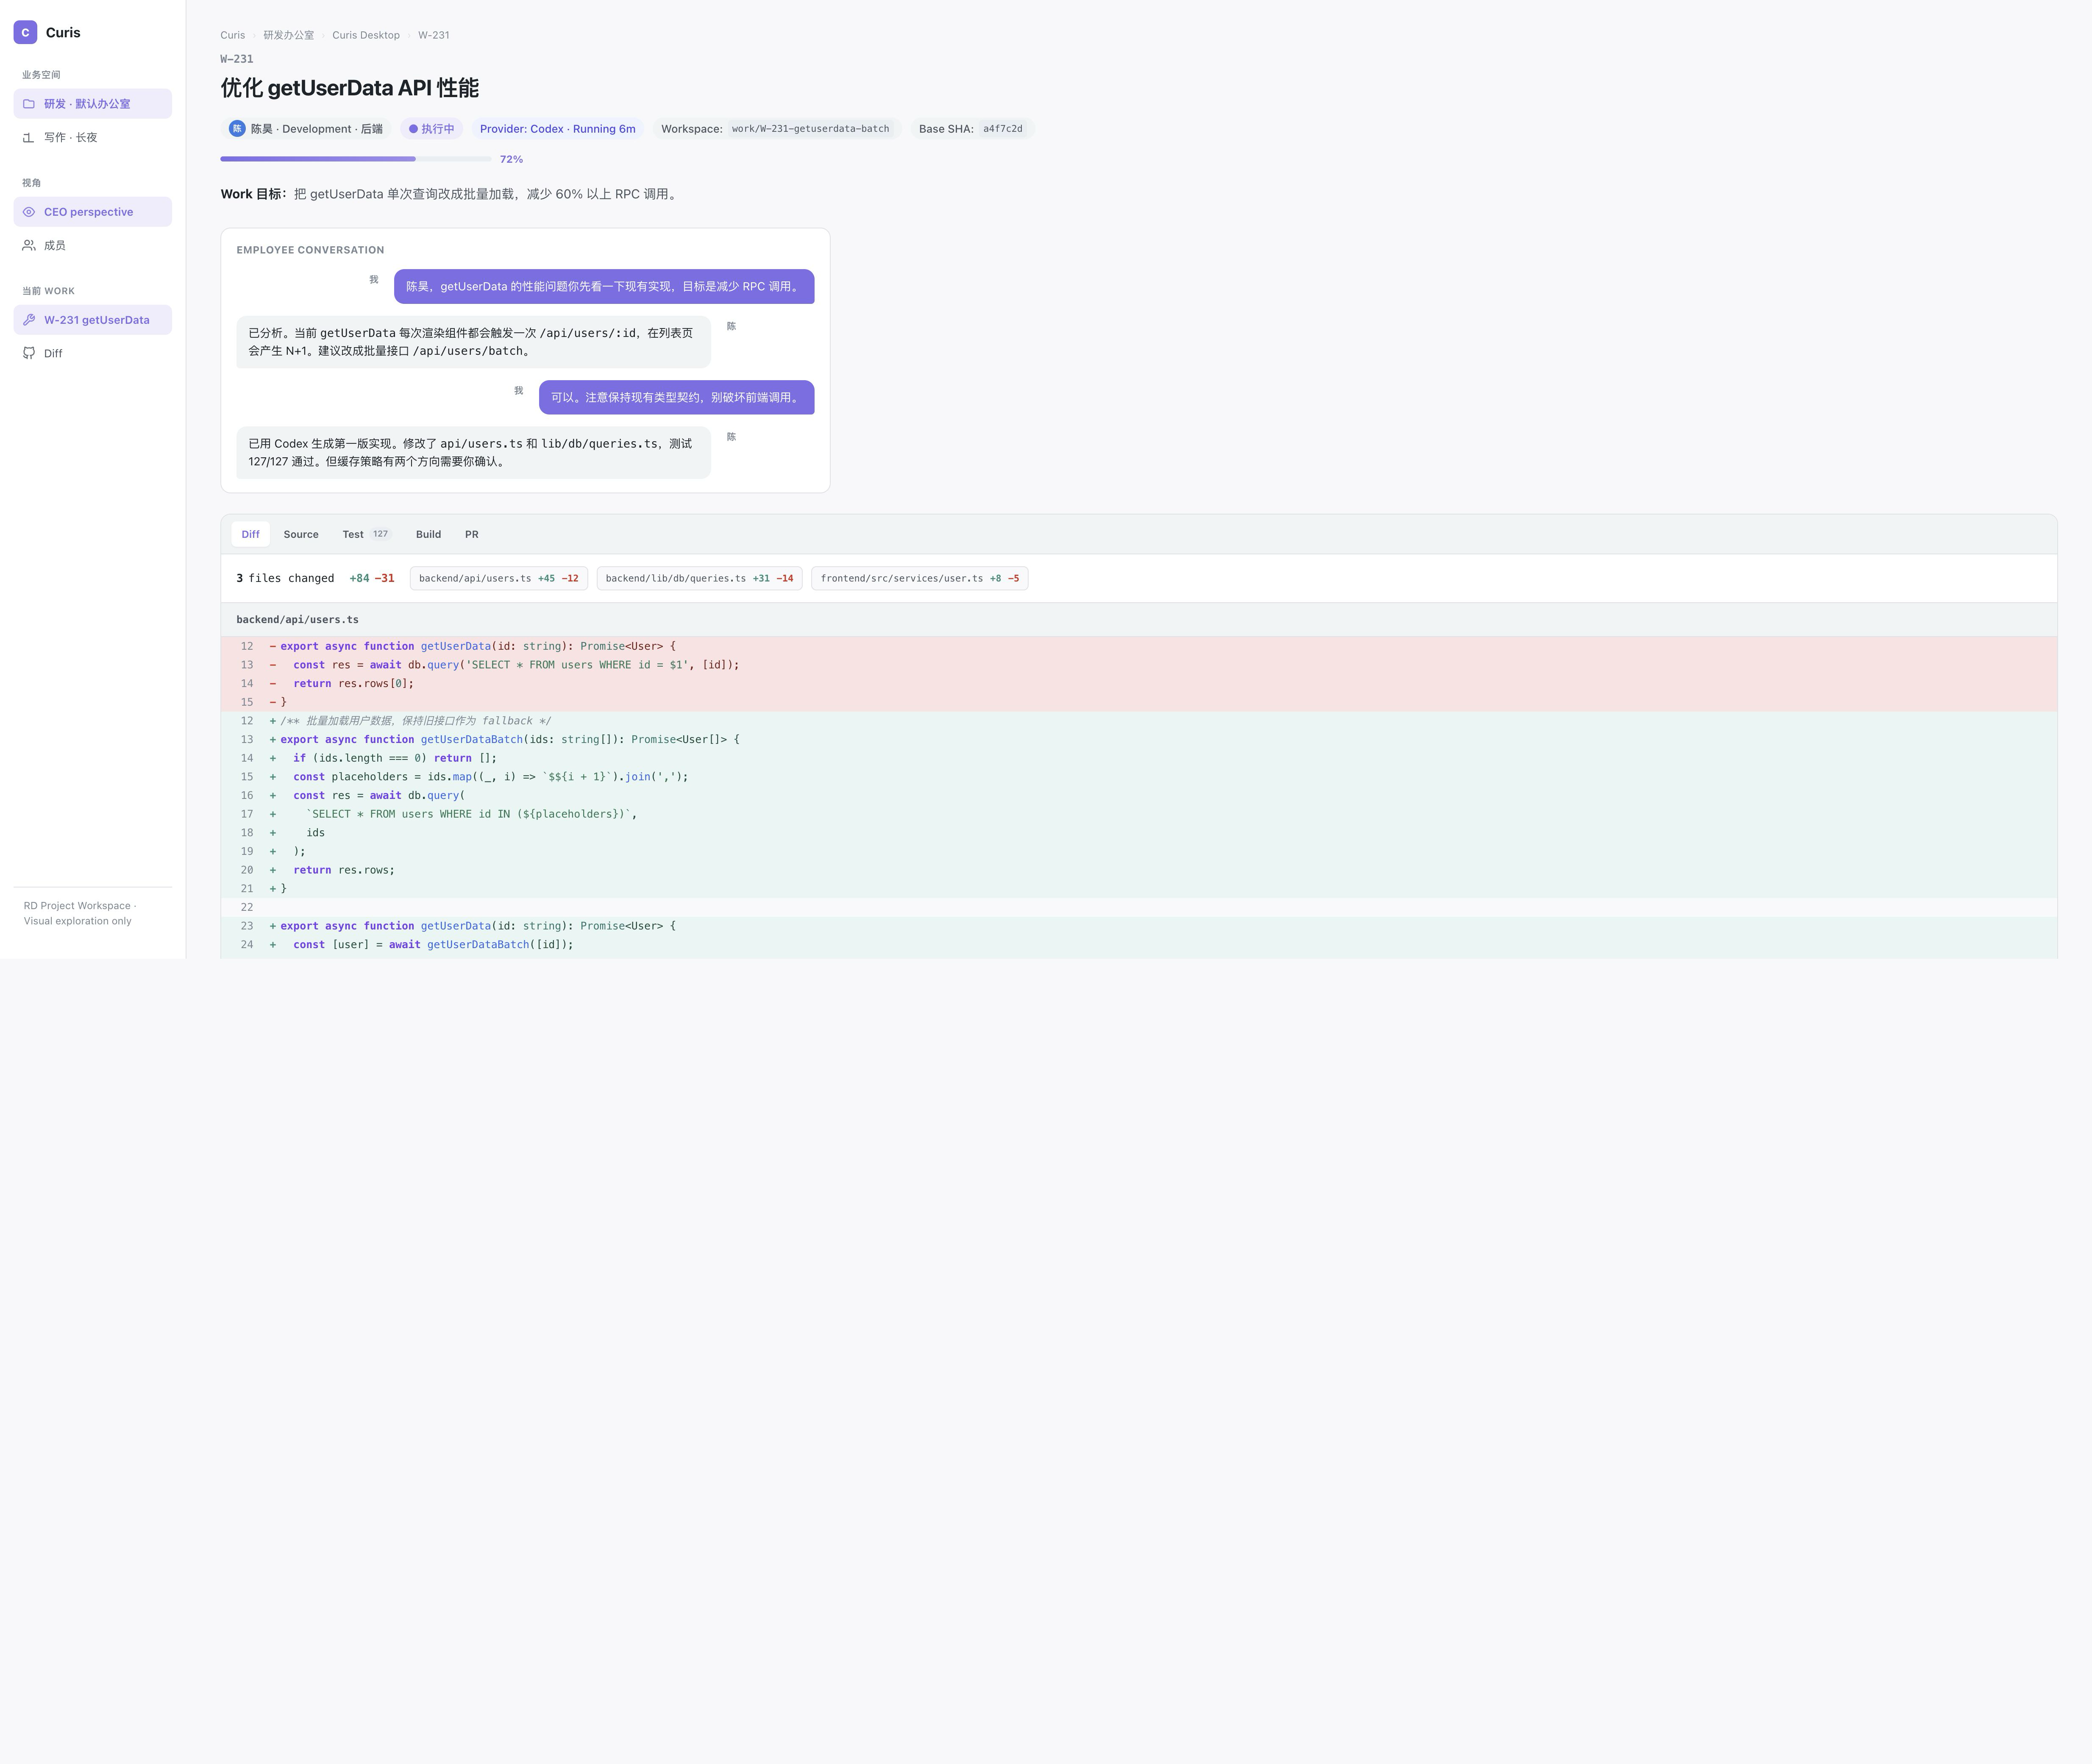 C Curis
业务空间
研发 · 默认办公室
写作 · 长夜
视角
CEO perspective
成员
当前 WORK
W-231 getUserData
Diff
RD Project Workspace ·
Visual exploration only
Curis › 研发办公室 › Curis Desktop › W-231
W-231
优化 getUserData API 性能
陈 陈昊 · Development · 后端 执行中 Provider: Codex · Running 6m Workspace: work/W-231-getuserdata-batch Base SHA: a4f7c2d
72%
Work 目标：把 getUserData 单次查询改成批量加载，减少 60% 以上 RPC 调用。
EMPLOYEE CONVERSATION
我 陈昊，getUserData 的性能问题你先看一下现有实现，目标是减少 RPC 调用。
已分析。当前 getUserData 每次渲染组件都会触发一次 /api/users/:id，在列表页 陈
会产生 N+1。建议改成批量接口 /api/users/batch。
我 可以。注意保持现有类型契约，别破坏前端调用。
已用 Codex 生成第一版实现。修改了 api/users.ts 和 lib/db/queries.ts，测试 陈
127/127 通过。但缓存策略有两个方向需要你确认。
Diff Source Test 127 Build PR
3 files changed +84 −31 backend/api/users.ts +45 −12 backend/lib/db/queries.ts +31 −14 frontend/src/services/user.ts +8 −5
backend/api/users.ts
12 − export async function getUserData(id: string): Promise<User> {
13 − const res = await db.query('SELECT * FROM users WHERE id = $1', [id]);
14 − return res.rows[0];
15 − }
12 + /** 批量加载用户数据，保持旧接口作为 fallback */
13 + export async function getUserDataBatch(ids: string[]): Promise<User[]> {
14 + if (ids.length === 0) return [];
15 + const placeholders = ids.map((_, i) => `$${i + 1}`).join(',');
16 + const res = await db.query(
17 + `SELECT * FROM users WHERE id IN (${placeholders})`,
18 + ids
19 + );
20 + return res.rows;
21 + }
22
23 + export async function getUserData(id: string): Promise<User> {
24 + const [user] = await getUserDataBatch([id]);